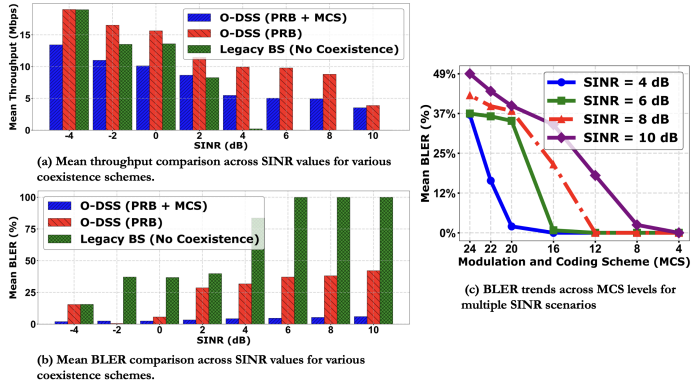 Mean Throughput (Mbps)
15
10
5
0
O-DSS (PRB + MCS)
O-DSS (PRB)
Legacy BS (No Coexistence)
-4 -2 0 2 4 6 8 10
SINR (dB)
(a) Mean throughput comparison across SINR values for various
coexistence schemes.
Mean BLER (%)
100
75
50
25
0
O-DSS (PRB + MCS)
O-DSS (PRB)
Legacy BS (No Coexistence)
-4 -2 0 2 4 6 8 10
SINR (dB)
(b) Mean BLER comparison across SINR values for various
coexistence schemes.
Mean BLER (%)
49%
37%
24%
12%
0%
SINR = 4 dB
SINR = 6 dB
SINR = 8 dB
SINR = 10 dB
24 22 20 16 12 8 4
Modulation and Coding Scheme (MCS)
(c) BLER trends across MCS levels for
multiple SINR scenarios